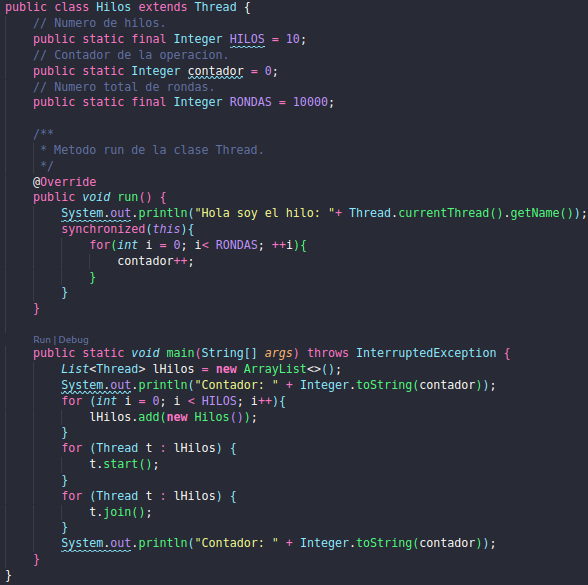 public class Hilos extends Thread {
// Numero de hilos.
public static final Integer HILOS = 10;
// Contador de la operacion.
public static Integer contador = 0;
// Numero total de rondas.
public static final Integer RONDAS = 10000;
/**
* Metodo run de la clase Thread.
*/
@Override
public void run() {
System.out.println("Hola soy el hilo: "+ Thread.currentThread().getName());
synchronized(this){
for(int i = 0; i< RONDAS; ++i){
contador++;
}
}
}
Run | Debug
public static void main(String[] args) throws InterruptedException {
List<Thread> lHilos = new ArrayList<>();
System.out.println("Contador: " + Integer.toString(contador));
for (int i = 0; i < HILOS; i++){
lHilos.add(new Hilos());
}
for (Thread t : lHilos) {
t.start();
}
for (Thread t : lHilos) {
t.join();
}
System.out.println("Contador: " + Integer.toString(contador));
}
}